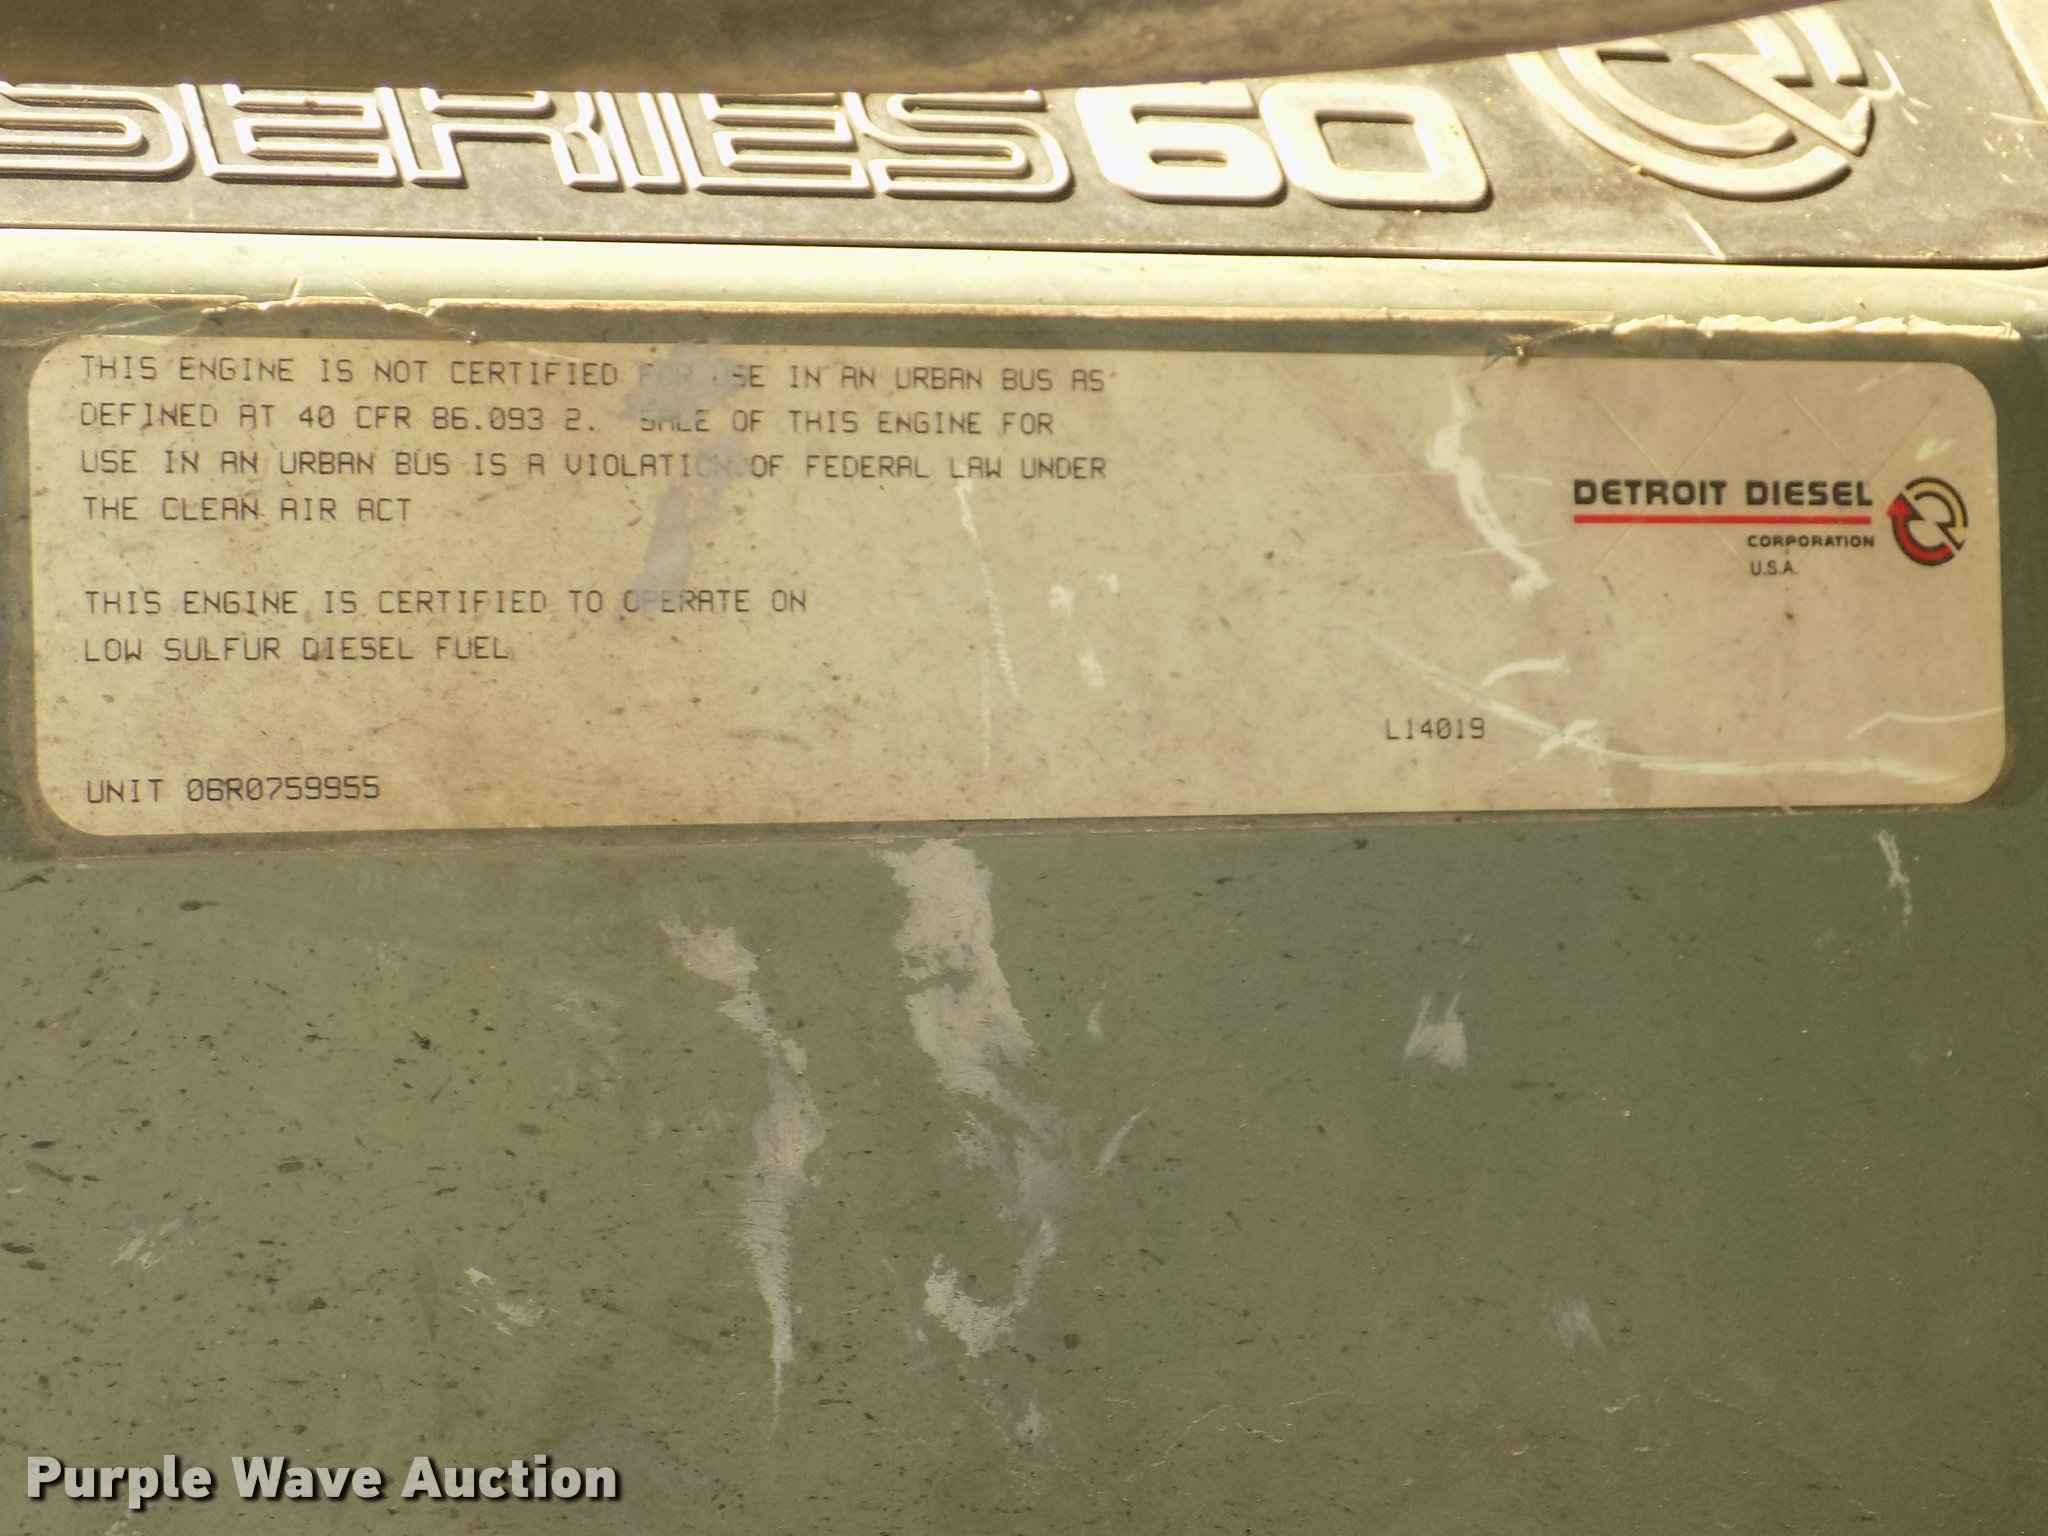 SERIES 60
THIS ENGINE IS NOT CERTIFIED FOR USE IN AN URBAN BUS AS
DEFINED AT 40 CFR 86.093 2. SALE OF THIS ENGINE FOR
USE IN AN URBAN BUS IS A VIOLATION OF FEDERAL LAW UNDER
THE CLEAN AIR ACT
DETROIT DIESEL
CORPORATION
U.S.A.
THIS ENGINE IS CERTIFIED TO OPERATE ON
LOW SULFUR DIESEL FUEL
L14019
UNIT 06R0759955
Purple Wave Auction